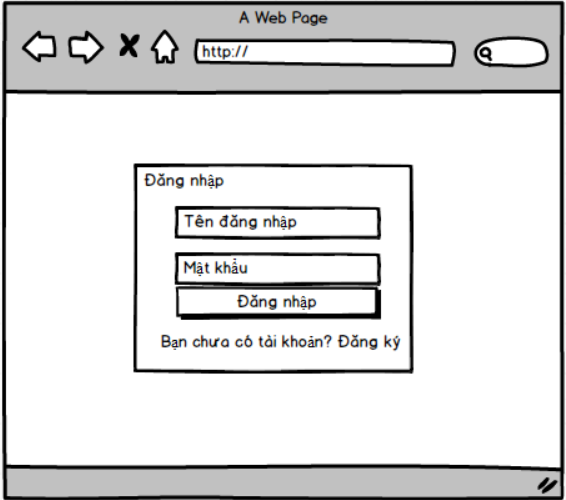 A Web Page
http://
Đăng nhập
Tên đăng nhập
Mật khẩu
Đăng nhập
Bạn chưa có tài khoản? Đăng ký